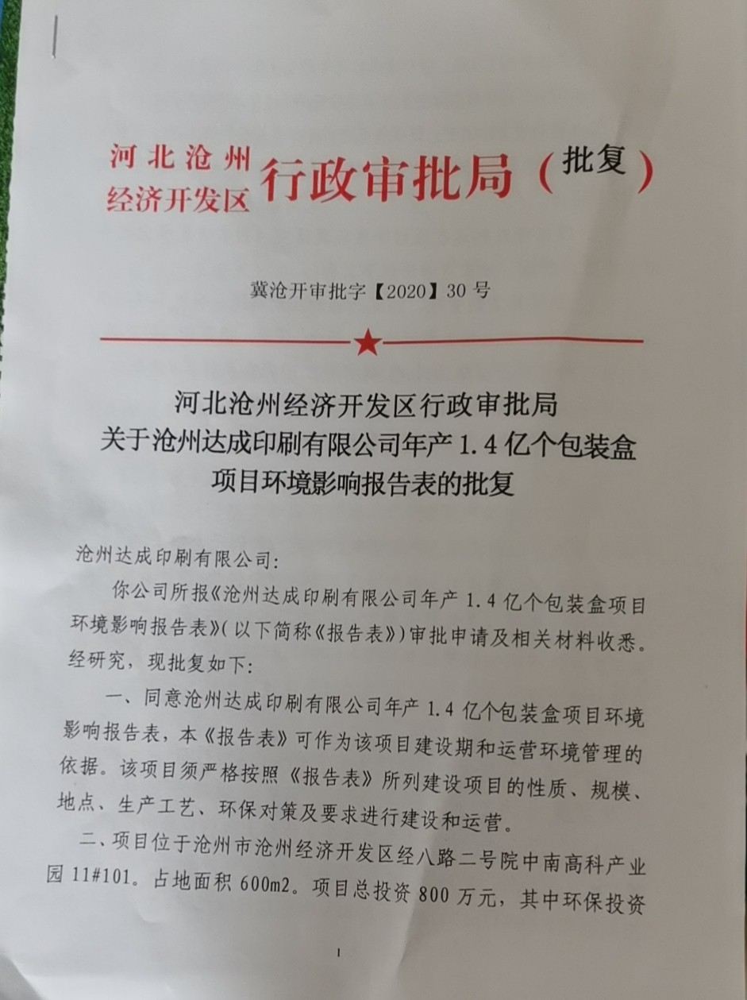 河北沧州
经济开发区 行政审批局（批复）
冀沧开审批字【2020】30 号
河北沧州经济开发区行政审批局
关于沧州达成印刷有限公司年产 1.4 亿个包装盒
项目环境影响报告表的批复
沧州达成印刷有限公司：
你公司所报《沧州达成印刷有限公司年产 1.4 亿个包装盒项目
环境影响报告表》（以下简称《报告表》）审批申请及相关材料收悉。
经研究，现批复如下：
一、同意沧州达成印刷有限公司年产 1.4 亿个包装盒项目环境
影响报告表，本《报告表》可作为该项目建设期和运营环境管理的
依据。该项目须严格按照《报告表》所列建设项目的性质、规模、
地点、生产工艺、环保对策及要求进行建设和运营。
二、项目位于沧州市沧州经济开发区经八路二号院中南高科产业
园 11#101。占地面积 600m2。项目总投资 800 万元，其中环保投资
1